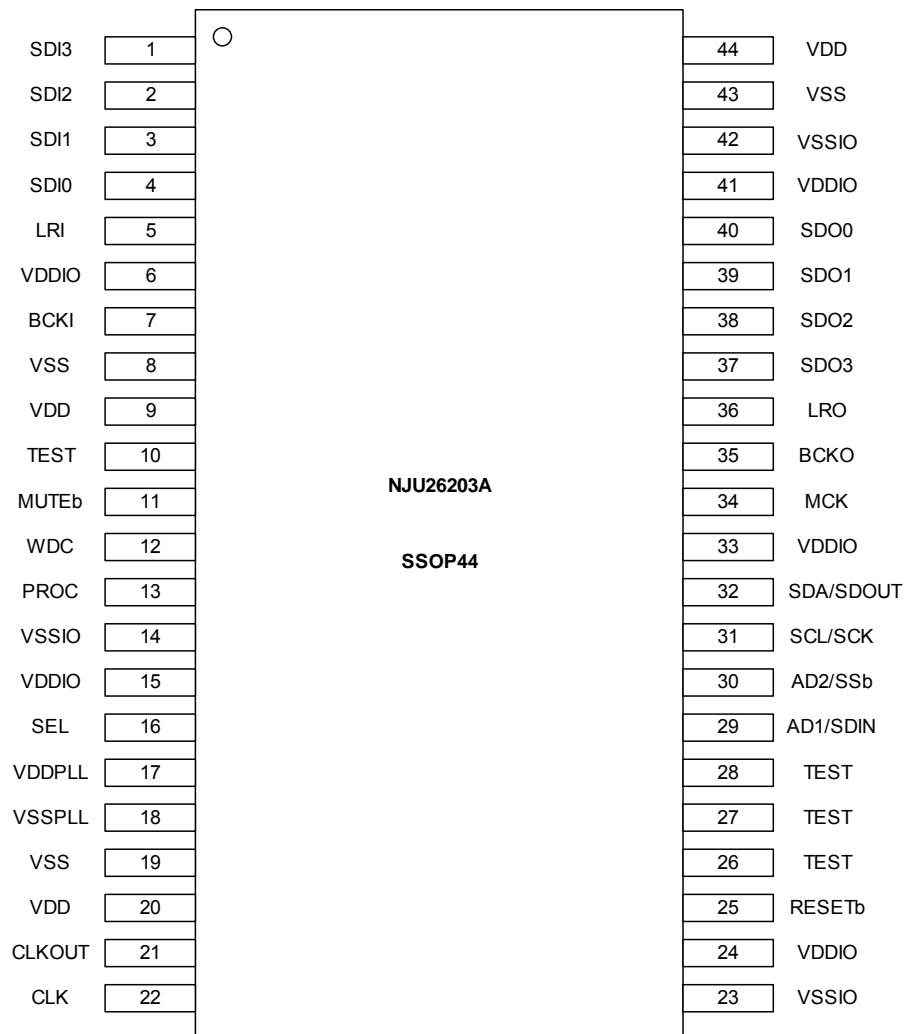 SDI3 1 44 VDD
SDI2 2 43 VSS
SDI1 3 42 VSSIO
SDI0 4 41 VDDIO
LRI 5 40 SDO0
VDDIO 6 39 SDO1
BCKI 7 38 SDO2
VSS 8 37 SDO3
VDD 9 36 LRO
TEST 10 35 BCKO
NJU26203A
MUTEb 11 34 MCK
WDC 12 33 VDDIO
SSOP44
PROC 13 32 SDA/SDOUT
VSSIO 14 31 SCL/SCK
VDDIO 15 30 AD2/SSb
SEL 16 29 AD1/SDIN
VDDPLL 17 28 TEST
VSSPLL 18 27 TEST
VSS 19 26 TEST
VDD 20 25 RESETb
CLKOUT 21 24 VDDIO
CLK 22 23 VSSIO